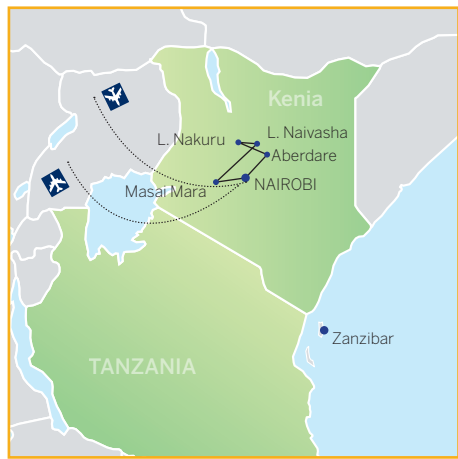 Kenia
L. Nakuru
L. Naivasha
Aberdare
Masai Mara
NAIROBI
Zanzibar
TANZANIA